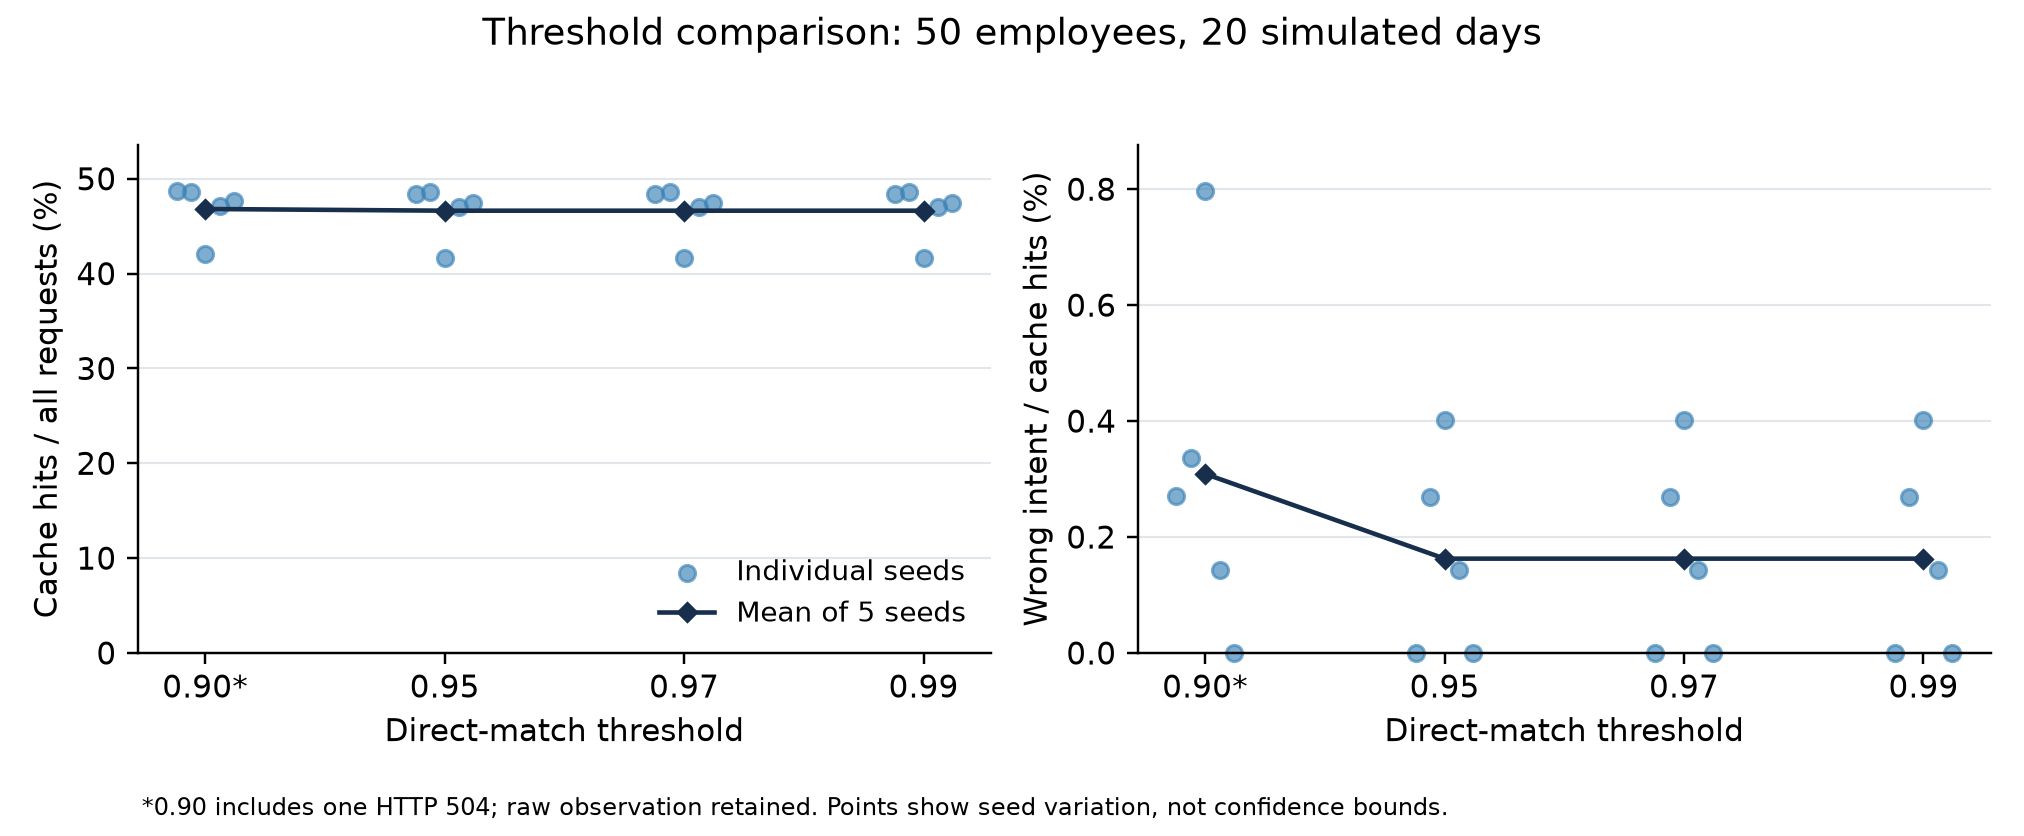 Threshold comparison: 50 employees, 20 simulated days
Cache hits / all requests (%)
50
40
30
20
10
0
Individual seeds
Mean of 5 seeds
0.90*
0.95
0.97
0.99
Direct-match threshold
Wrong intent / cache hits (%)
0.8
0.6
0.4
0.2
0.0
0.90*
0.95
0.97
0.99
Direct-match threshold
*0.90 includes one HTTP 504; raw observation retained. Points show seed variation, not confidence bounds.